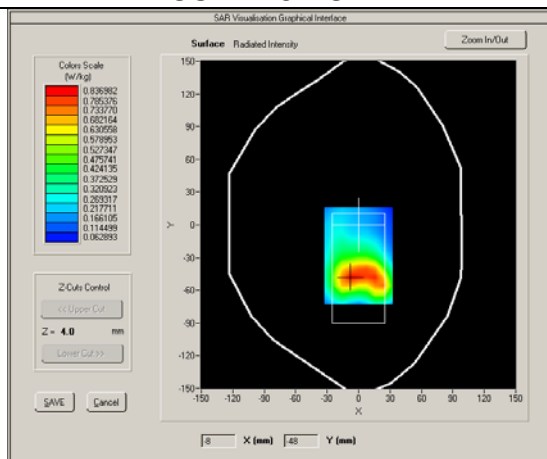 SAR Visualisation Graphical Interface
Surface Radiated Intensity
Zoom In/Out
Colors Scale
(W/kg)
0.836982
0.785376
0.733770
0.682164
0.630558
0.578953
0.527347
0.475741
0.424135
0.372529
0.320923
0.269317
0.217711
0.166105
0.114499
0.062893
Z-Cuts Control
<< Upper Cut
Z = 4.0 mm
Lower Cut >>
SAVE
Cancel
150
120
90
60
30
0
-30
-60
-90
-120
-150
Y
-150 -120 -90 -60 -30 0 30 60 90 120 150
X
-8 X (mm) -48 Y (mm)